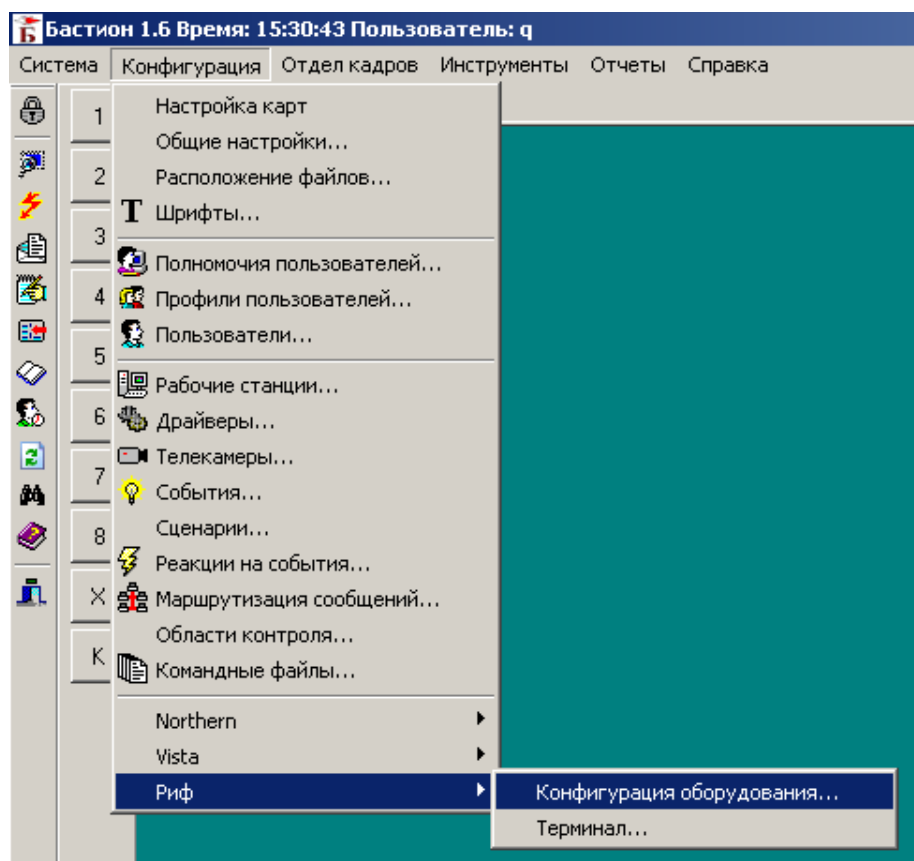 Бастион 1.6 Время: 15:30:43 Пользователь: q
Система Конфигурация Отдел кадров Инструменты Отчеты Справка
1
2
3
4
5
6
7
8
X
K
Настройка карт
Общие настройки...
Расположение файлов...
Шрифты...
Полномочия пользователей...
Профили пользователей...
Пользователи...
Рабочие станции...
Драйверы...
Телекамеры...
События...
Сценарии...
Реакции на события...
Маршрутизация сообщений...
Области контроля...
Командные файлы...
Northern
Vista
Риф
Конфигурация оборудования...
Терминал...